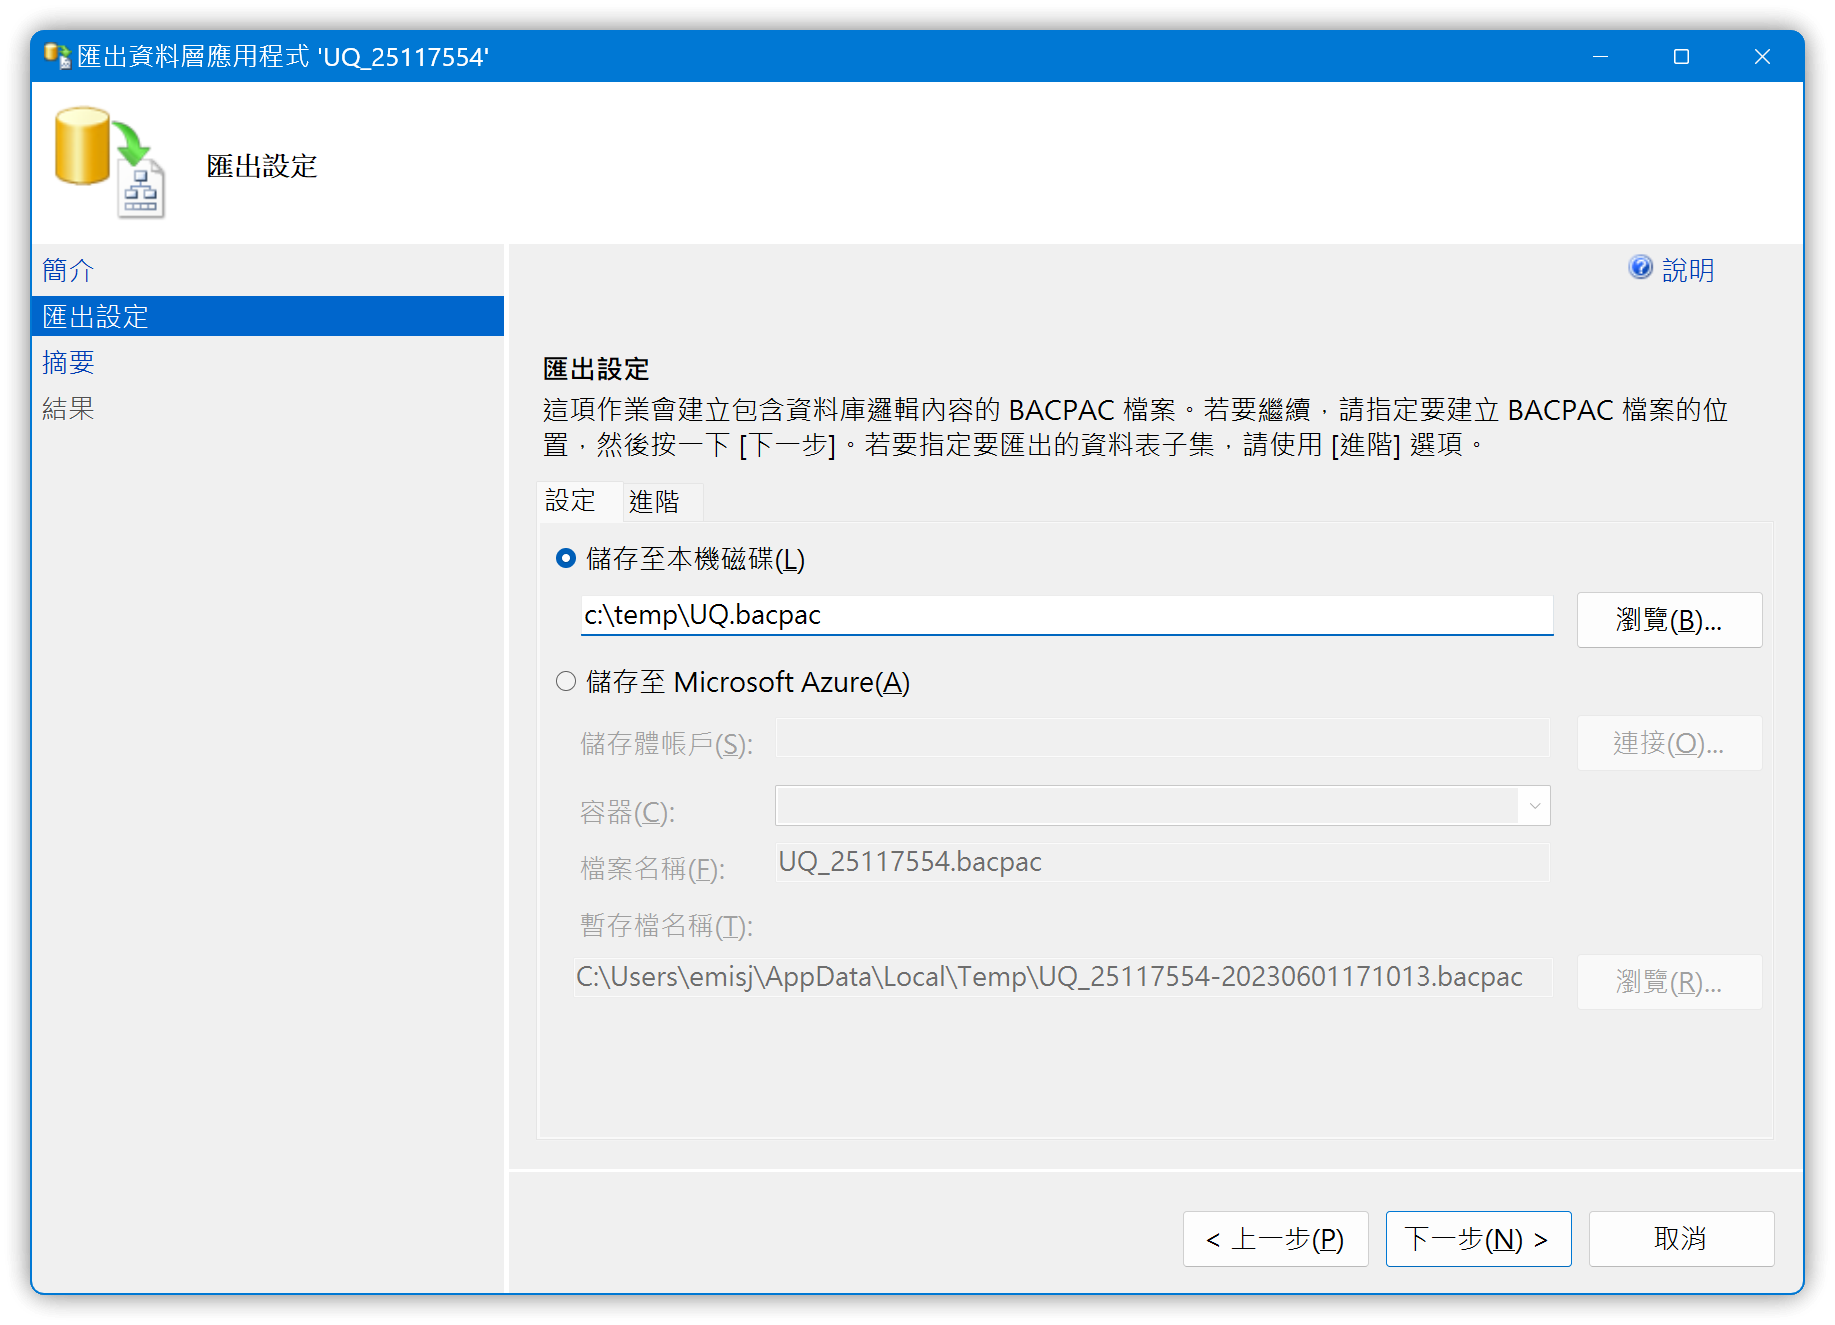 匯出資料層應用程式 'UQ_25117554'
匯出設定
簡介
匯出設定
摘要
結果
說明
匯出設定
這項作業會建立包含資料庫邏輯內容的 BACPAC 檔案。若要繼續，請指定要建立 BACPAC 檔案的位
置，然後按一下 [下一步]。若要指定要匯出的資料表子集，請使用 [進階] 選項。
設定 進階
儲存至本機磁碟(L)
c:\temp\UQ.bacpac 瀏覽(B)...
儲存至 Microsoft Azure(A)
儲存體帳戶(S): 連接(O)...
容器(C):
檔案名稱(F): UQ_25117554.bacpac
暫存檔名稱(T):
C:\Users\emisj\AppData\Local\Temp\UQ_25117554-20230601171013.bacpac 瀏覽(R)...
< 上一步(P) 下一步(N) > 取消